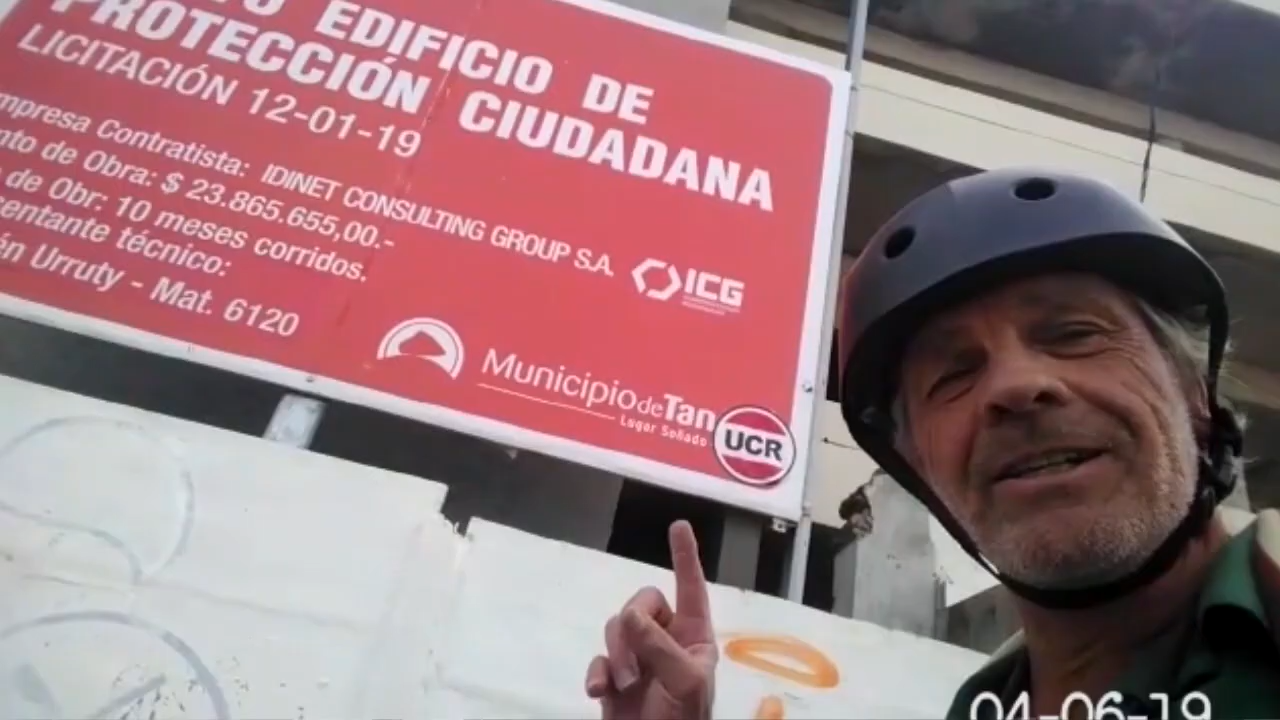 EDIFICIO DE
PROTECCIÓN CIUDADANA
LICITACIÓN 12-01-19
mpresa Contratista: IDINET CONSULTING GROUP S.A.
nto de Obra: $ 23.865.655,00.-
de Obr: 10 meses corridos.
sentante técnico:
én Urruty - Mat. 6120
ICG
Municipio de Tan
Lugar Soñado
UCR
04-06-19